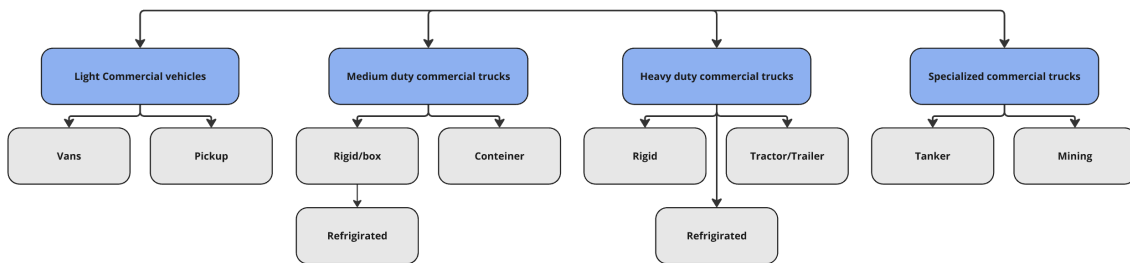 Light Commercial vehicles
Medium duty commercial trucks
Heavy duty commercial trucks
Specialized commercial trucks
Vans
Pickup
Rigid/box
Conteiner
Rigid
Tractor/Trailer
Tanker
Mining
Refrigirated
Refrigirated